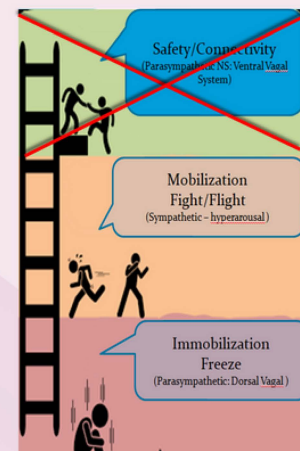 Safety/Connectivity
(Parasympathetic NS: Ventral Vagal
System)
Mobilization
Fight/Flight
(Sympathetic – hyperarousal )
Immobilization
Freeze
(Parasympathetic: Dorsal Vagal )